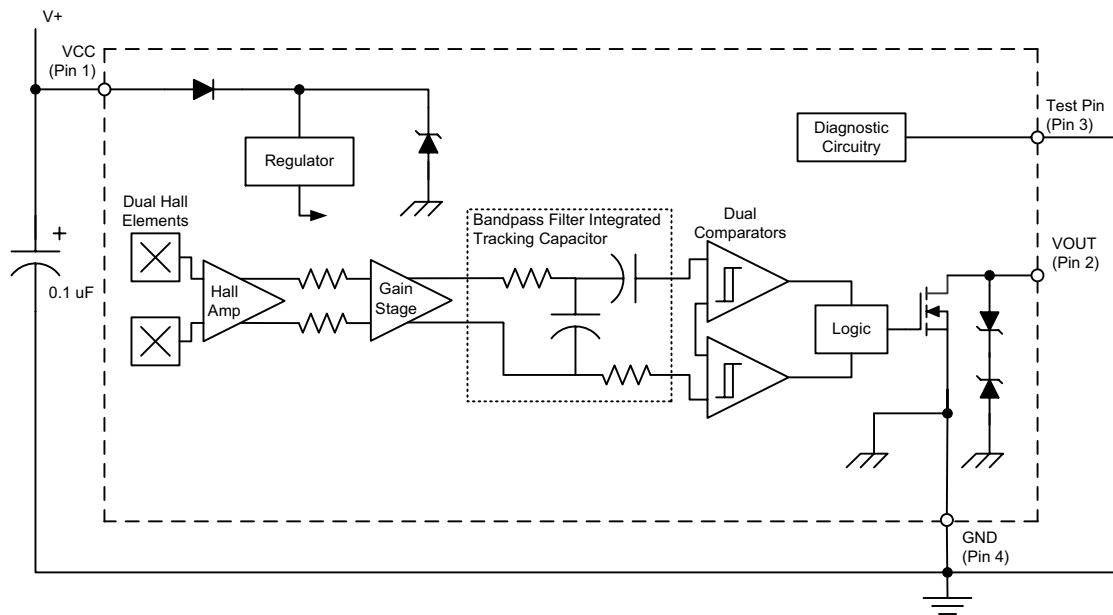 V+
VCC
(Pin 1)
Test Pin
(Pin 3)
Diagnostic
Circuitry
Regulator
Dual Hall
Elements
Bandpass Filter Integrated
Tracking Capacitor
Dual
Comparators
VOUT
(Pin 2)
+
0.1 uF
Hall
Amp
Gain
Stage
Logic
GND
(Pin 4)